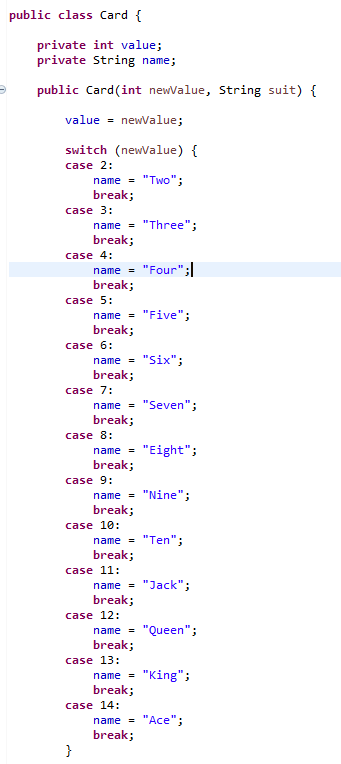 public class Card {
private int value;
private String name;
public Card(int newValue, String suit) {
value = newValue;
switch (newValue) {
case 2:
name = "Two";
break;
case 3:
name = "Three";
break;
case 4:
name = "Four";
break;
case 5:
name = "Five";
break;
case 6:
name = "Six";
break;
case 7:
name = "Seven";
break;
case 8:
name = "Eight";
break;
case 9:
name = "Nine";
break;
case 10:
name = "Ten";
break;
case 11:
name = "Jack";
break;
case 12:
name = "Queen";
break;
case 13:
name = "King";
break;
case 14:
name = "Ace";
break;
}